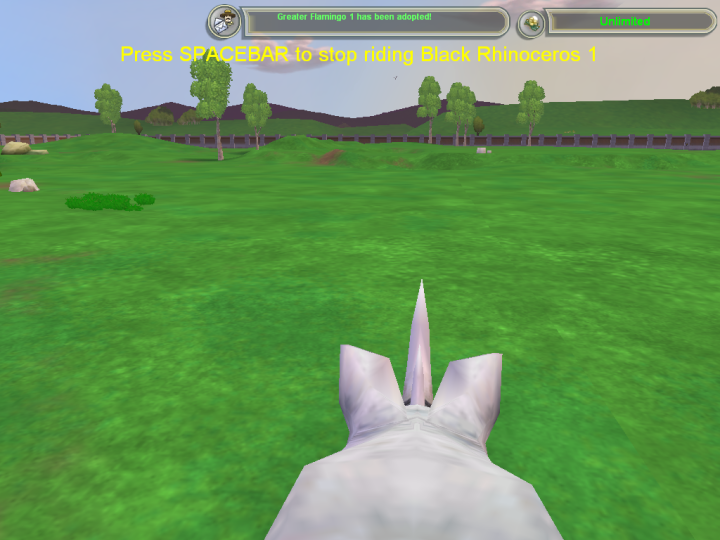 Greater Flamingo 1 has been adopted!
Unlimited
Press SPACEBAR to stop riding Black Rhinoceros 1